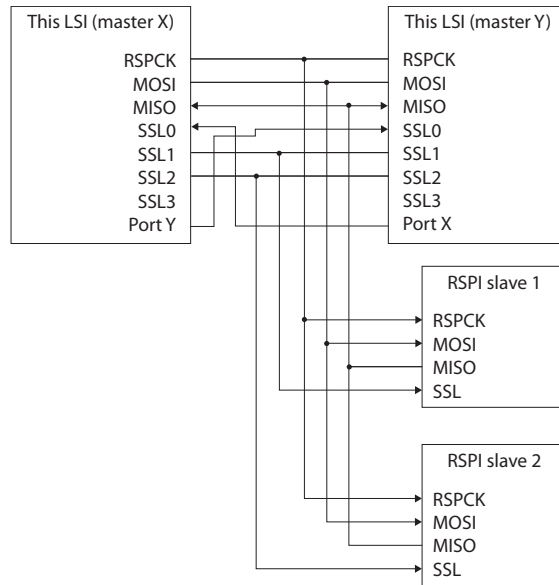 This LSI (master X)
RSPCK
MOSI
MISO
SSL0
SSL1
SSL2
SSL3
Port Y
This LSI (master Y)
RSPCK
MOSI
MISO
SSL0
SSL1
SSL2
SSL3
Port X
RSPI slave 1
RSPCK
MOSI
MISO
SSL
RSPI slave 2
RSPCK
MOSI
MISO
SSL